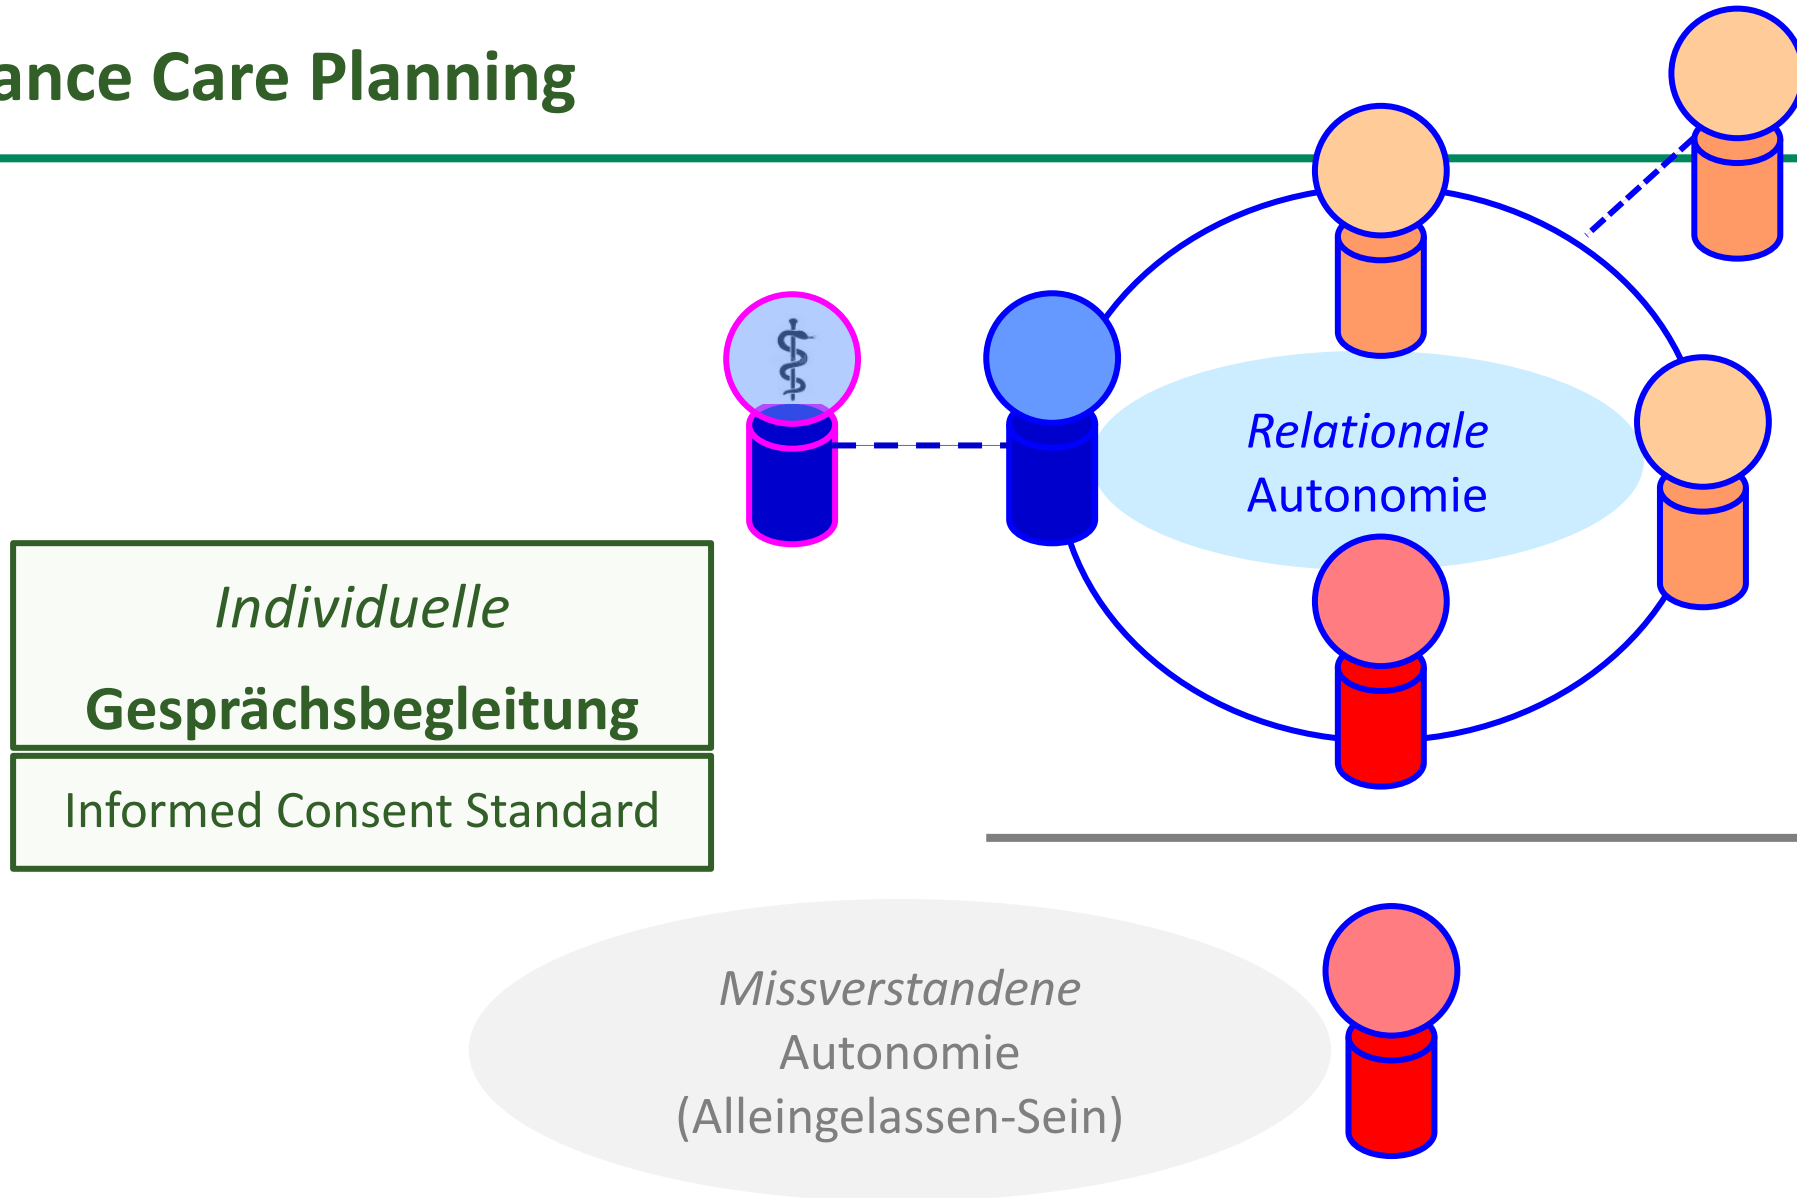 ance Care Planning
Relationale
Autonomie
Individuelle
Gesprächsbegleitung
Informed Consent Standard
Missverstandene
Autonomie
(Alleingelassen-Sein)